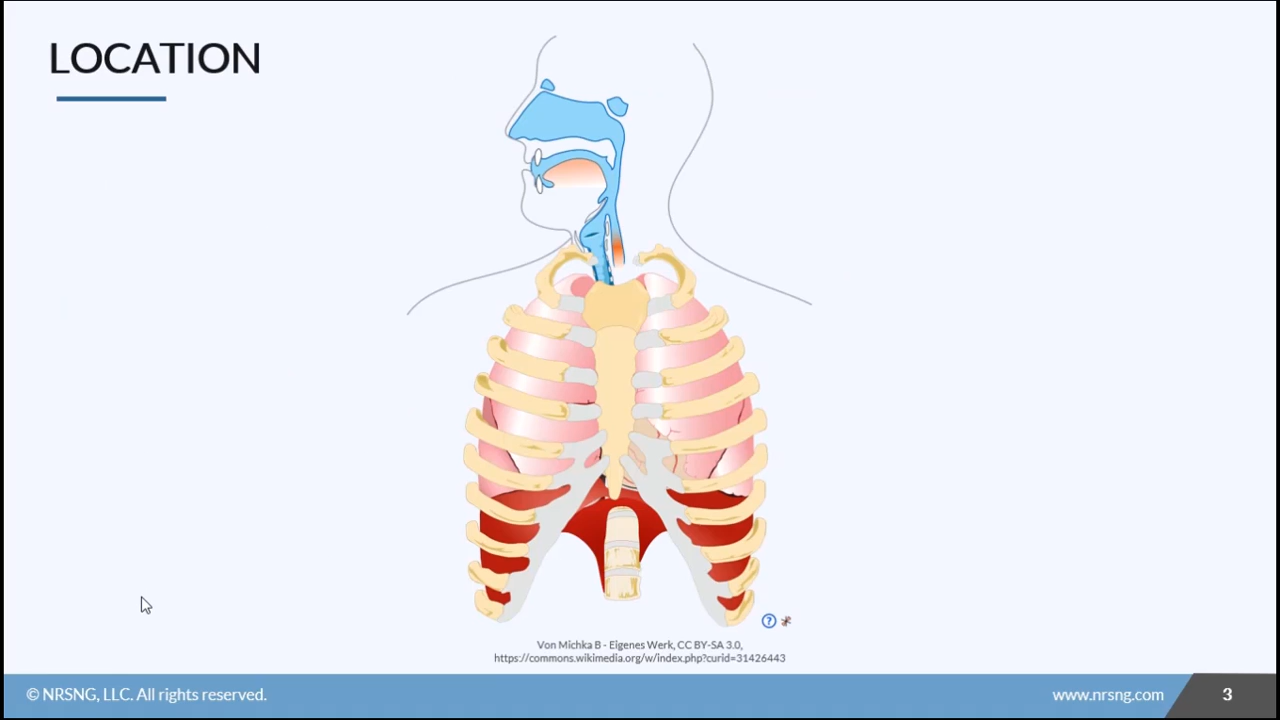 LOCATION
?
Von Michka B - Eigenes Werk, CC BY-SA 3.0,
https://commons.wikimedia.org/w/index.php?curid=31426443
© NRSNG, LLC. All rights reserved.
www.nrsng.com
3